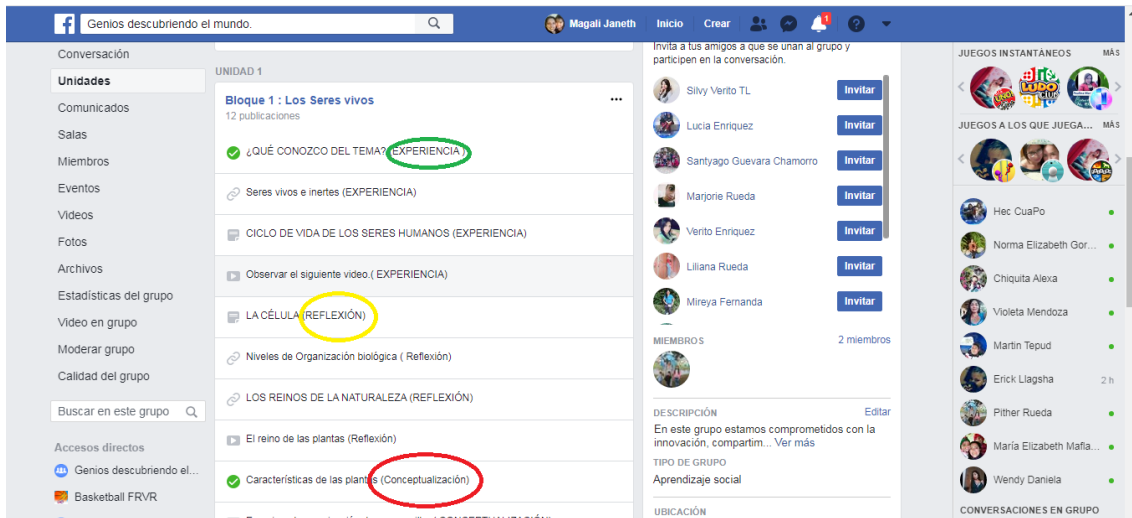 Genios descubriendo el mundo.
Magali Janeth
Inicio
Crear
1
Conversación
Unidades
Comunicados
Salas
Miembros
Eventos
Videos
Fotos
Archivos
Estadísticas del grupo
Video en grupo
Moderar grupo
Calidad del grupo
Buscar en este grupo
Accesos directos
Genios descubriendo el...
Basketball FRVR
UNIDAD 1
Bloque 1 : Los Seres vivos
12 publicaciones
¿QUÉ CONOZCO DEL TEMA? (EXPERIENCIA )
Seres vivos e inertes (EXPERIENCIA)
CICLO DE VIDA DE LOS SERES HUMANOS (EXPERIENCIA)
Observar el siguiente video.( EXPERIENCIA)
LA CÉLULA (REFLEXIÓN)
Niveles de Organización biológica ( Reflexión)
LOS REINOS DE LA NATURALEZA (REFLEXIÓN)
El reino de las plantas (Reflexión)
Características de las plantas (Conceptualización)
Invita a tus amigos a que se unan al grupo y
participen en la conversación.
Silvy Verito TL Invitar
Lucia Enriquez Invitar
Santyago Guevara Chamorro Invitar
Marjorie Rueda Invitar
Verito Enriquez Invitar
Liliana Rueda Invitar
Mireya Fernanda Invitar
MIEMBROS 2 miembros
DESCRIPCIÓN Editar
En este grupo estamos comprometidos con la
innovación, compartim... Ver más
TIPO DE GRUPO
Aprendizaje social
UBICACIÓN
JUEGOS INSTANTÁNEOS MÁS
LUDO
club
JUEGOS A LOS QUE JUEGA... MÁS
Hec CuaPo
Norma Elizabeth Gor...
Chiquita Alexa
Violeta Mendoza
Martin Tepud
Erick Llagsha 2 h
Pither Rueda
María Elizabeth Mafla...
Wendy Daniela
CONVERSACIONES EN GRUPO